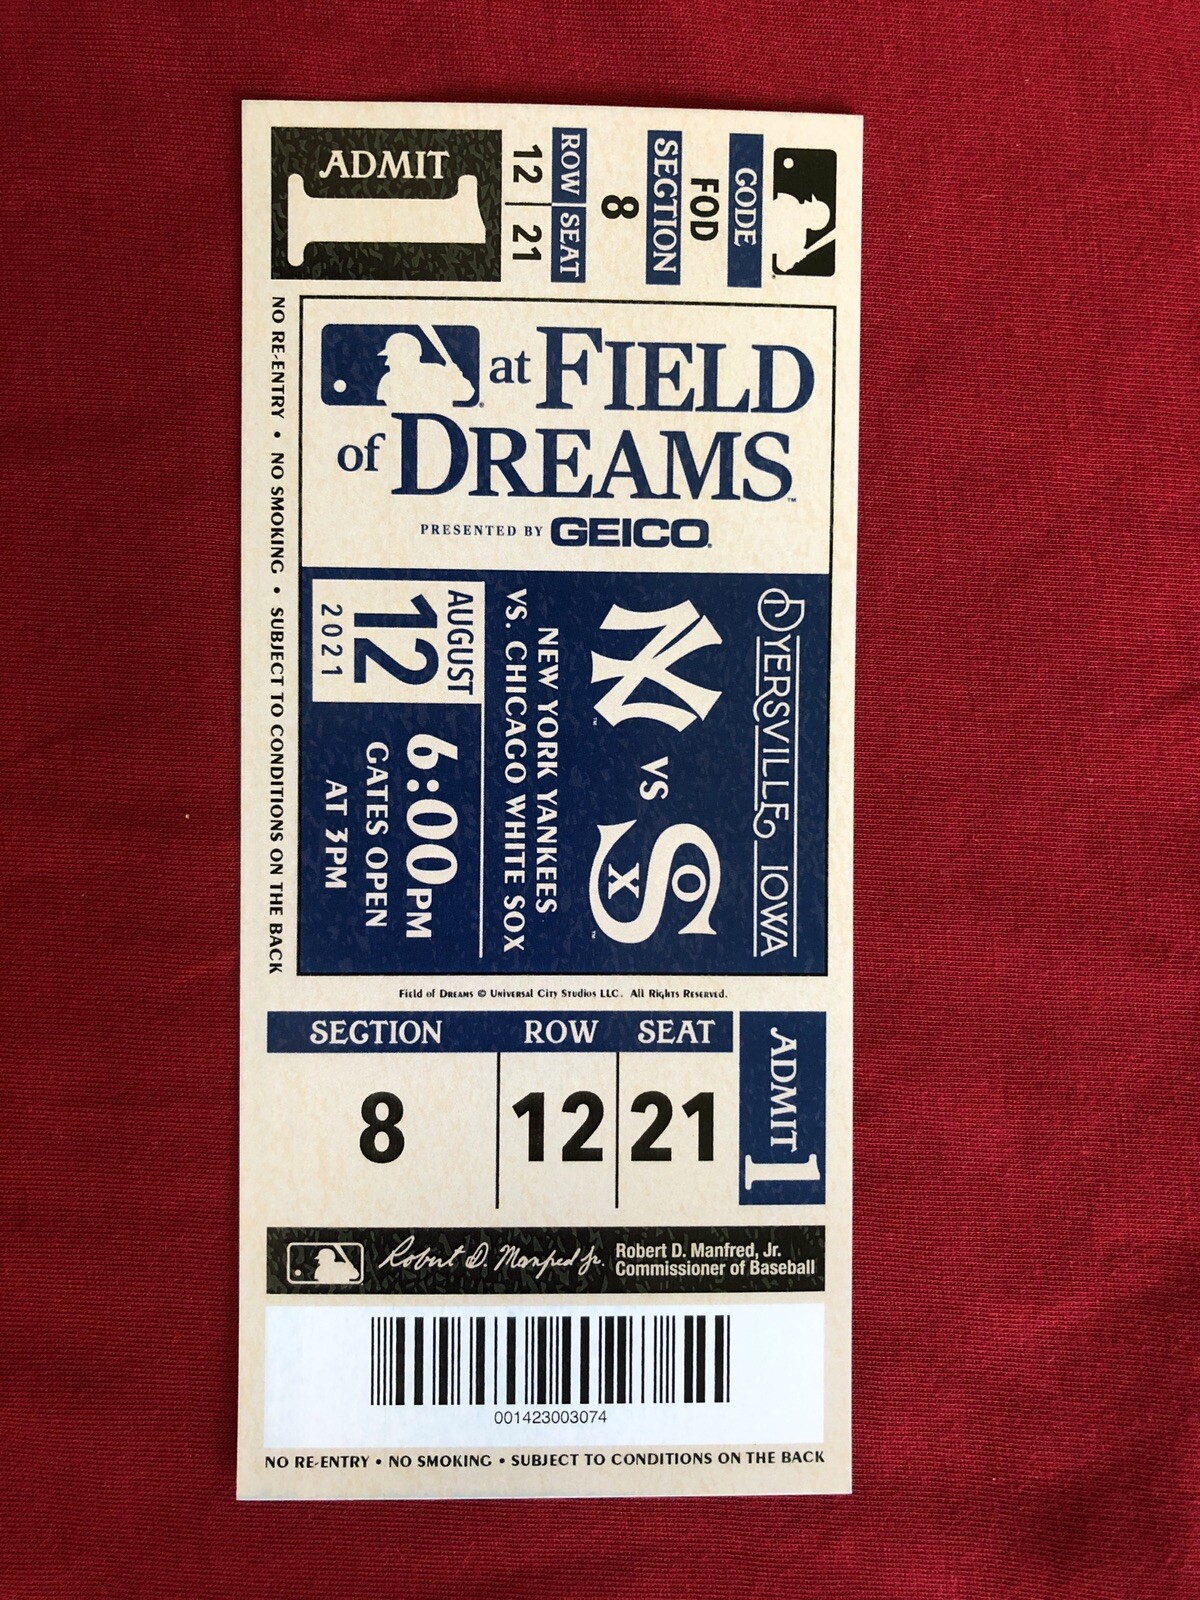 CODE
FOD
SECTION
8
ROW SEAT
12 21
ADMIT
1
at FIELD
of DREAMS™
PRESENTED BY GEICO®
DYERSVILLE IOWA
NY™ VS SOX™
NEW YORK YANKEES
VS. CHICAGO WHITE SOX
AUGUST
12
2021
6:00PM
GATES OPEN
AT 3PM
NO RE-ENTRY • NO SMOKING • SUBJECT TO CONDITIONS ON THE BACK
Field of Dreams © Universal City Studios LLC. All Rights Reserved.
SECTION ROW SEAT
8 12 21
ADMIT 1
Robert D. Manfred Jr.
Robert D. Manfred, Jr.
Commissioner of Baseball
001423003074
NO RE-ENTRY • NO SMOKING • SUBJECT TO CONDITIONS ON THE BACK